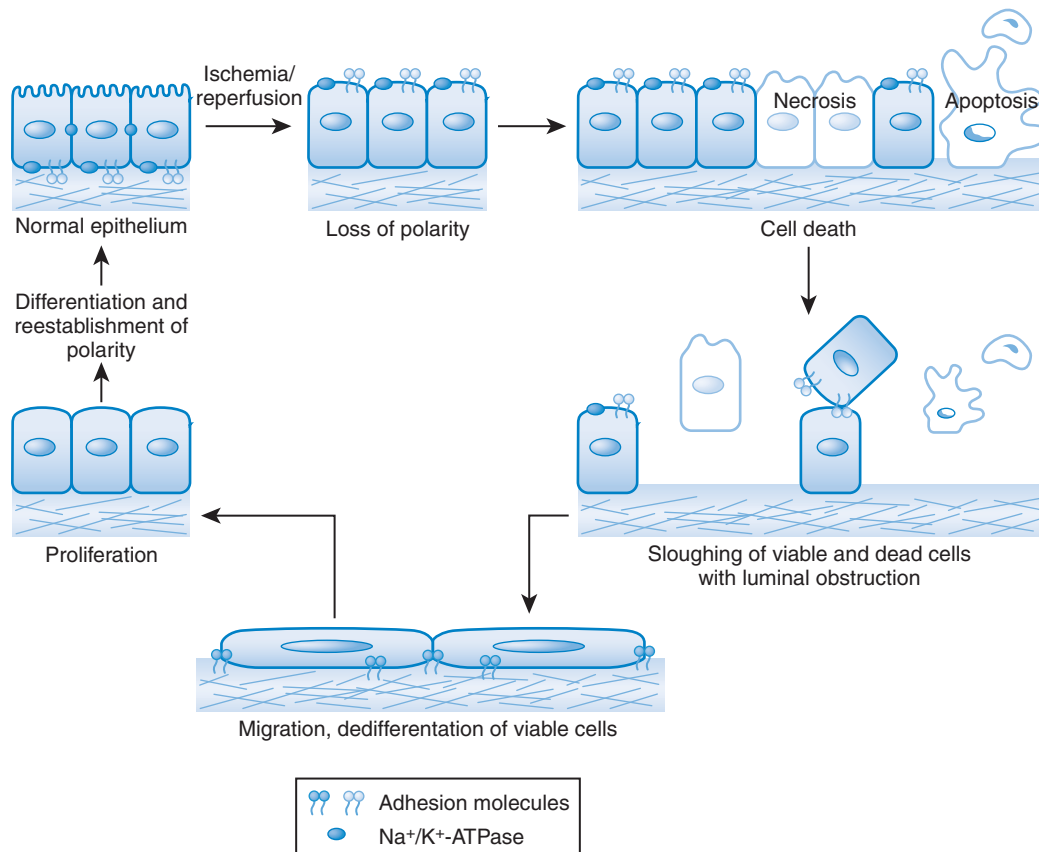 Ischemia/
reperfusion
Necrosis
Apoptosis
Normal epithelium
Loss of polarity
Cell death
Differentiation and
reestablishment of
polarity
Proliferation
Sloughing of viable and dead cells
with luminal obstruction
Migration, dedifferentation of viable cells
Adhesion molecules
Na⁺/K⁺-ATPase